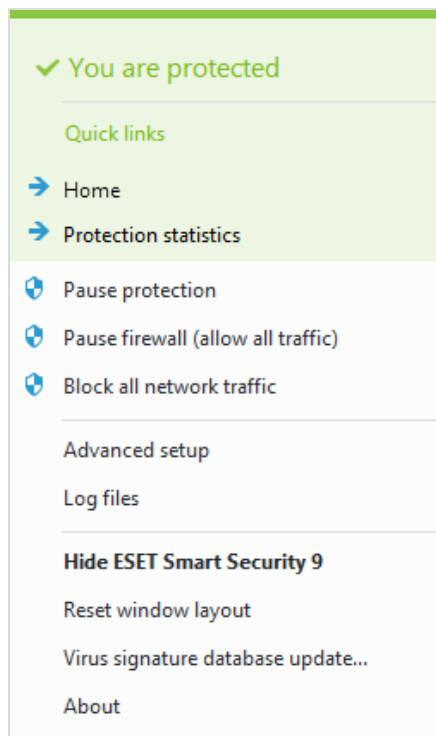 You are protected
Quick links
Home
Protection statistics
Pause protection
Pause firewall (allow all traffic)
Block all network traffic
Advanced setup
Log files
Hide ESET Smart Security 9
Reset window layout
Virus signature database update...
About